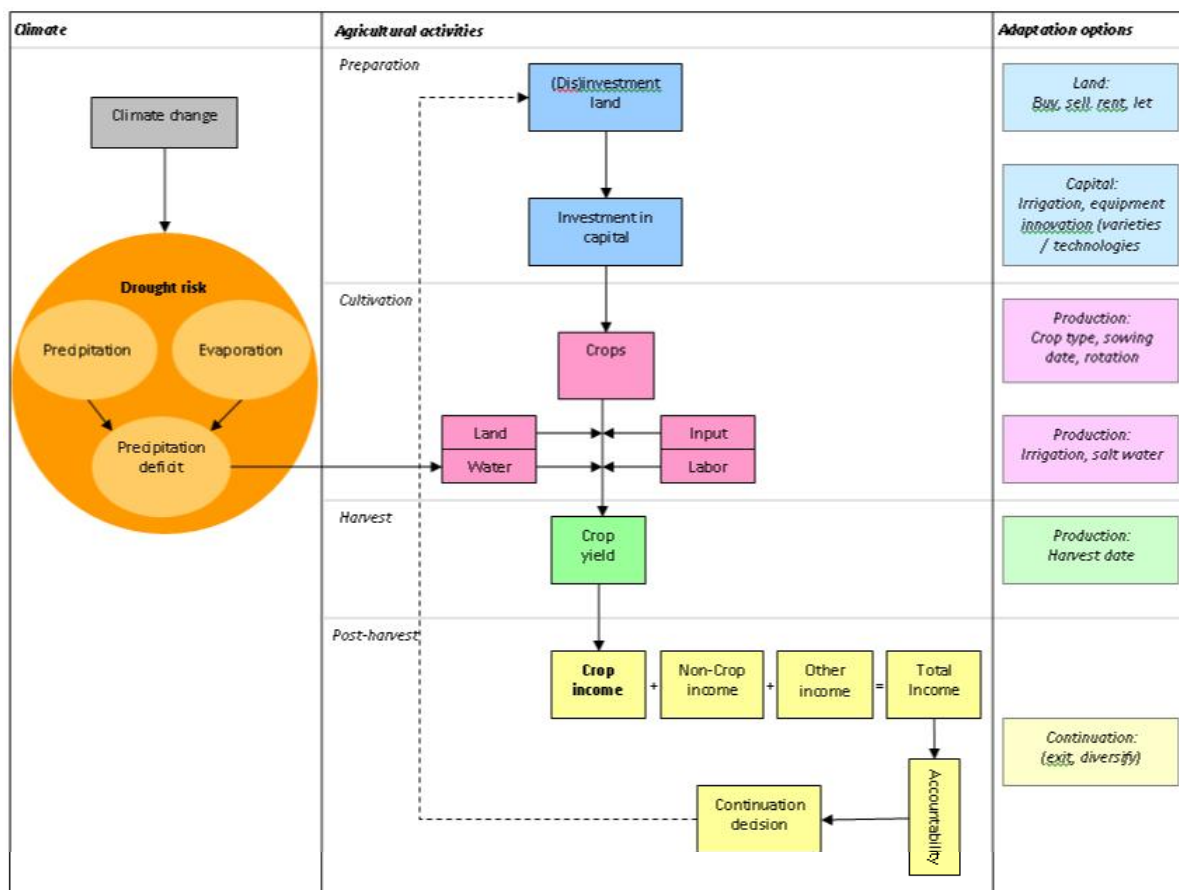 Climate
Agricultural activities
Adaptation options
Preparation
(Dis)investment
land
Land:
Buy, sell. rent, let
Climate change
Capital:
Irrigation, equipment
innovation (varieties
/ technologies
Investment in
capital
Drought risk
Cultivation
Precipitation
Evaporation
Crops
Production:
Crop type, sowing
date, rotation
Precipitation
deficit
Land
Input
Water
Labor
Production:
Irrigation, salt water
Harvest
Crop
yield
Production:
Harvest date
Post-harvest
Crop
income
+
Non-Crop
income
+
Other
income
=
Total
Income
Continuation:
(exit, diversify)
Accountability
Continuation
decision